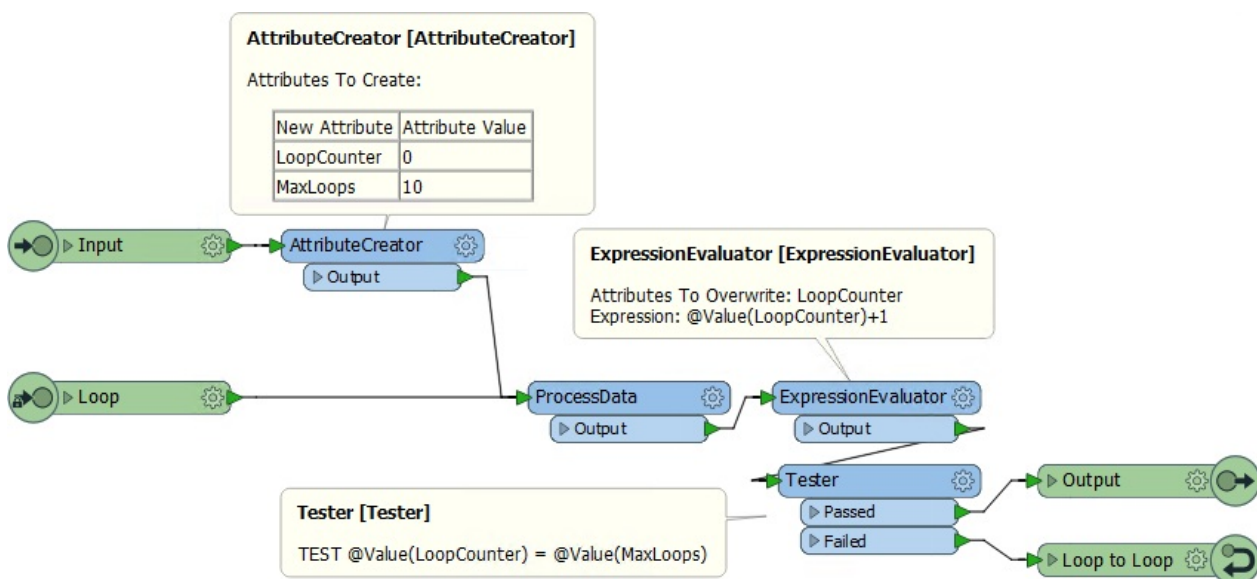 AttributeCreator [AttributeCreator]
Attributes To Create:
New Attribute Attribute Value
LoopCounter 0
MaxLoops 10
Input
AttributeCreator
Output
ExpressionEvaluator [ExpressionEvaluator]
Attributes To Overwrite: LoopCounter
Expression: @Value(LoopCounter)+1
Loop
ProcessData
Output
ExpressionEvaluator
Output
Tester [Tester]
TEST @Value(LoopCounter) = @Value(MaxLoops)
Tester
Passed
Failed
Output
Loop to Loop